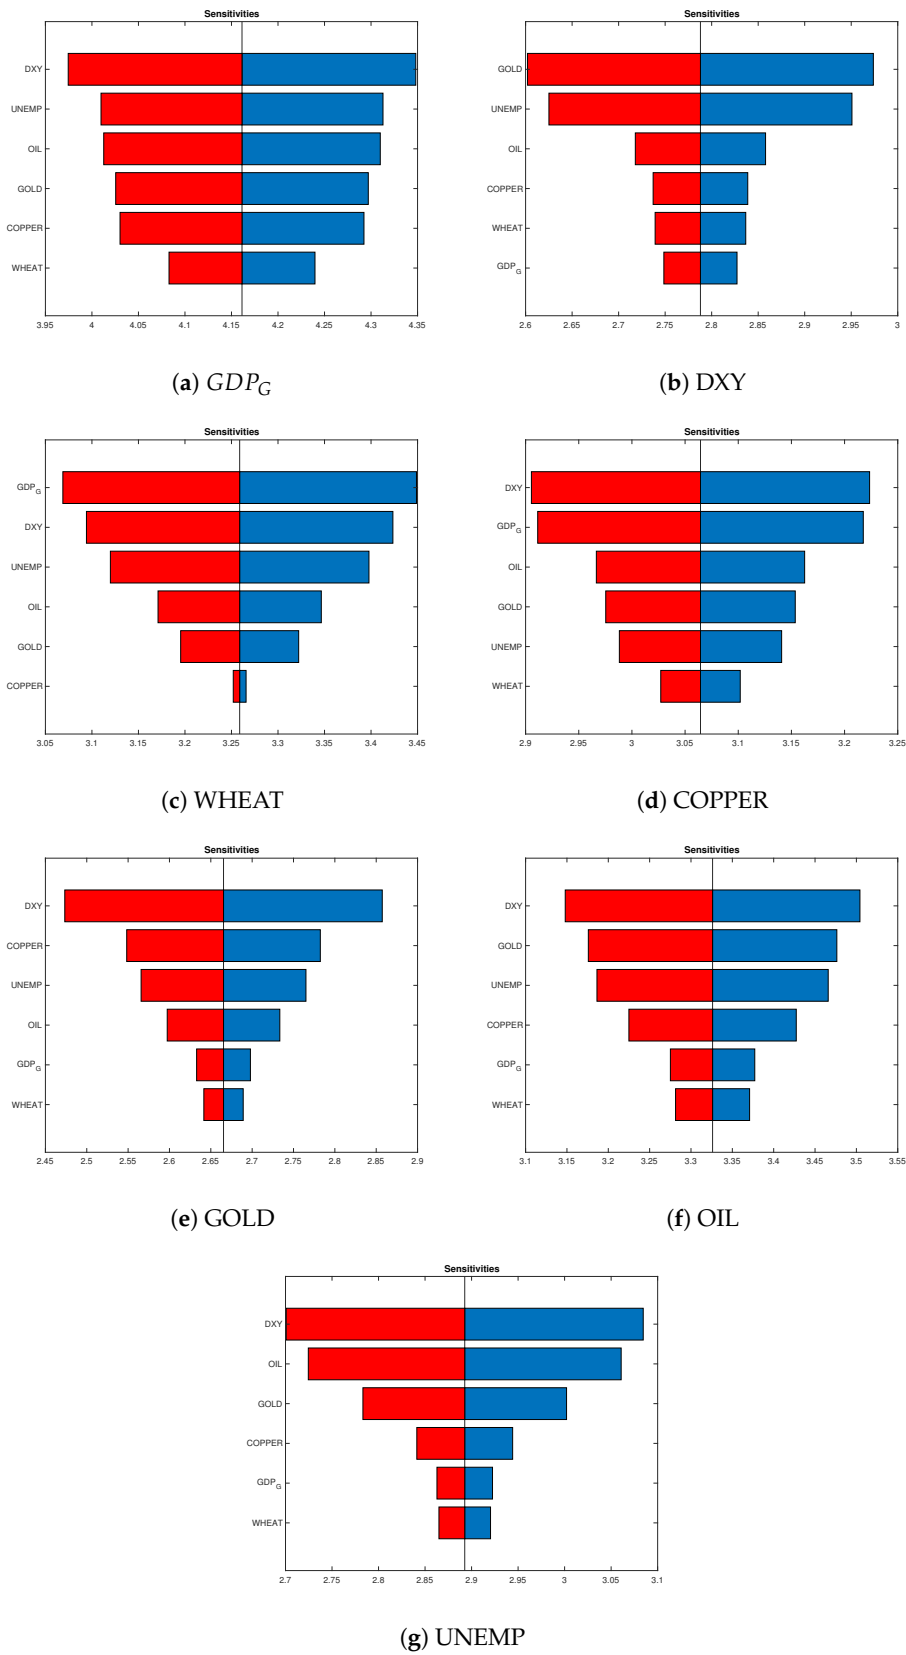 Sensitivities
DXY
UNEMP
OIL
GOLD
COPPER
WHEAT
3.95 4 4.05 4.1 4.15 4.2 4.25 4.3 4.35
(a) GDP_G
Sensitivities
GOLD
UNEMP
OIL
COPPER
WHEAT
GDP_G
2.6 2.65 2.7 2.75 2.8 2.85 2.9 2.95 3
(b) DXY
Sensitivities
GDP_G
DXY
UNEMP
OIL
GOLD
COPPER
3.05 3.1 3.15 3.2 3.25 3.3 3.35 3.4 3.45
(c) WHEAT
Sensitivities
DXY
GDP_G
OIL
GOLD
UNEMP
WHEAT
2.9 2.95 3 3.05 3.1 3.15 3.2 3.25
(d) COPPER
Sensitivities
DXY
COPPER
UNEMP
OIL
GDP_G
WHEAT
2.45 2.5 2.55 2.6 2.65 2.7 2.75 2.8 2.85 2.9
(e) GOLD
Sensitivities
DXY
GOLD
UNEMP
COPPER
GDP_G
WHEAT
3.1 3.15 3.2 3.25 3.3 3.35 3.4 3.45 3.5 3.55
(f) OIL
Sensitivities
DXY
OIL
GOLD
COPPER
GDP_G
WHEAT
2.7 2.75 2.8 2.85 2.9 2.95 3 3.05 3.1
(g) UNEMP